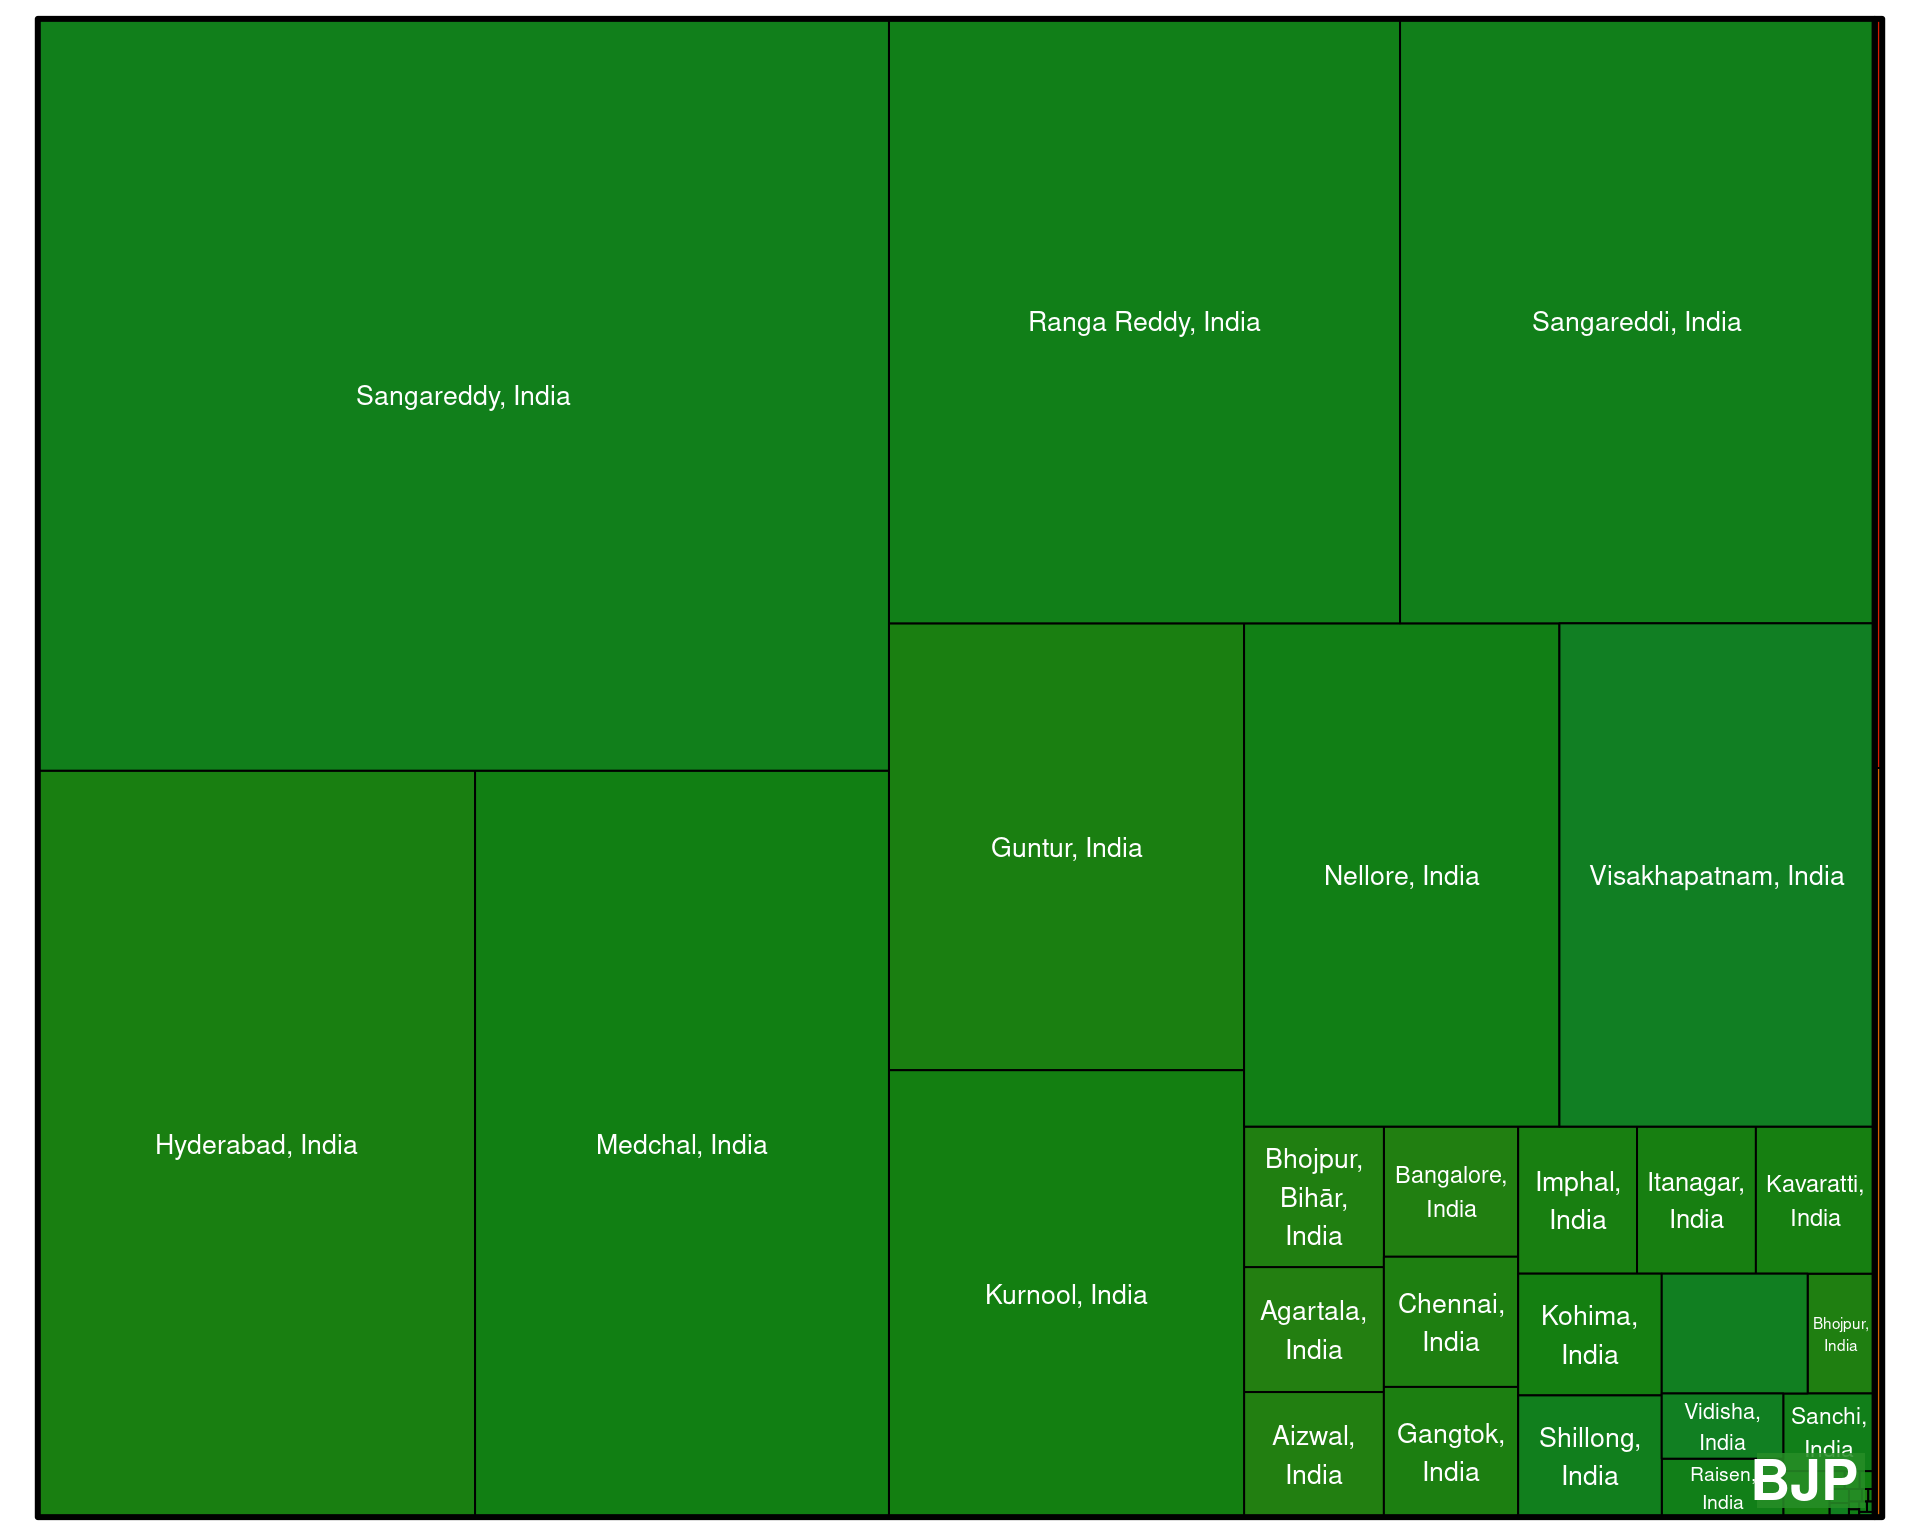 Sangareddy, India
Ranga Reddy, India
Sangareddi, India
Hyderabad, India
Medchal, India
Guntur, India
Kurnool, India
Nellore, India
Visakhapatnam, India
Bhojpur,
Bihār,
India
Agartala,
India
Aizwal,
India
Bangalore,
India
Chennai,
India
Gangtok,
India
Imphal,
India
Itanagar,
India
Kavaratti,
India
Kohima,
India
Shillong,
India
Bhojpur,
India
Vidisha,
India
Raisen,
India
Sanchi,
India
BJP